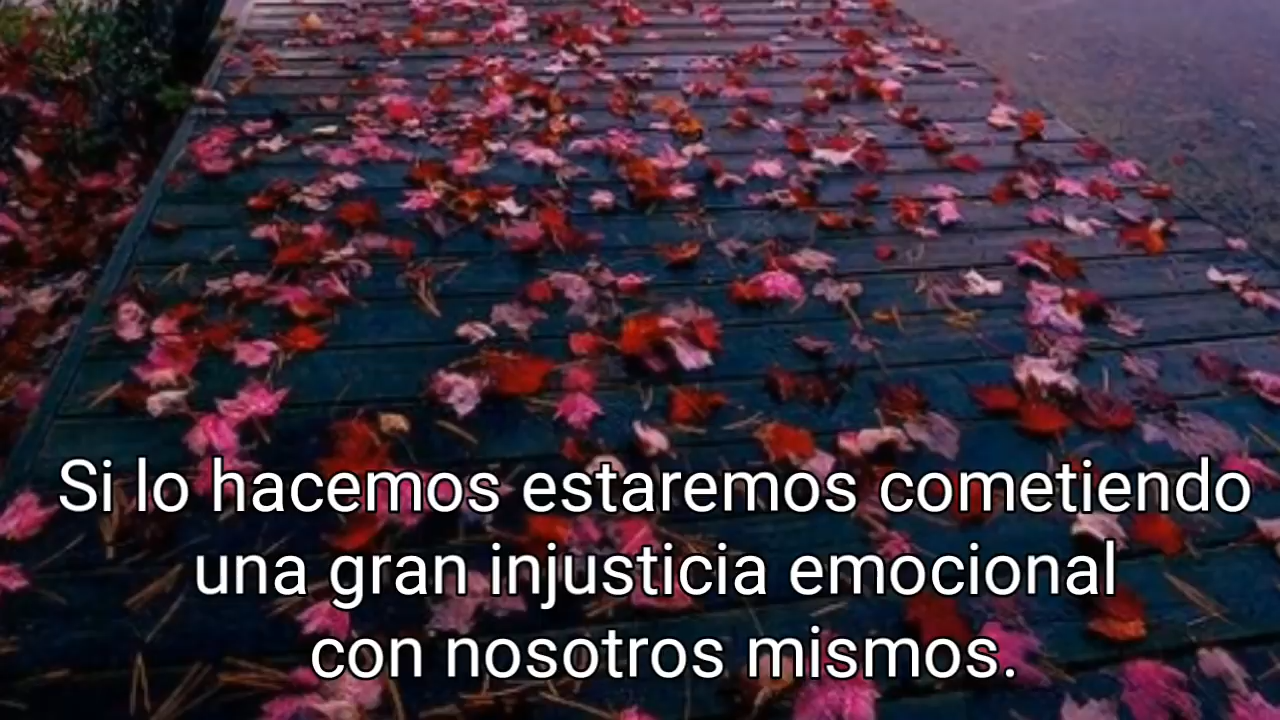 Si lo hacemos estaremos cometiendo
una gran injusticia emocional
con nosotros mismos.